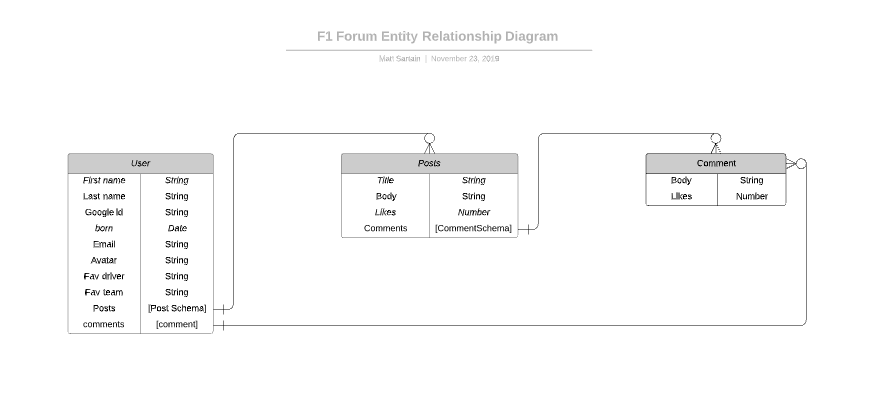 F1 Forum Entity Relationship Diagram
Matt Sansin | November 23, 2019
User
First name String
Last name String
Google Id String
born Date
Email String
Avatar String
Fav driver String
Fav team String
Posts [Post Schema]
comments [comment]
Posts
Title String
Body String
Likes Number
Comments [CommentSchema]
Comment
Body String
Likes Number